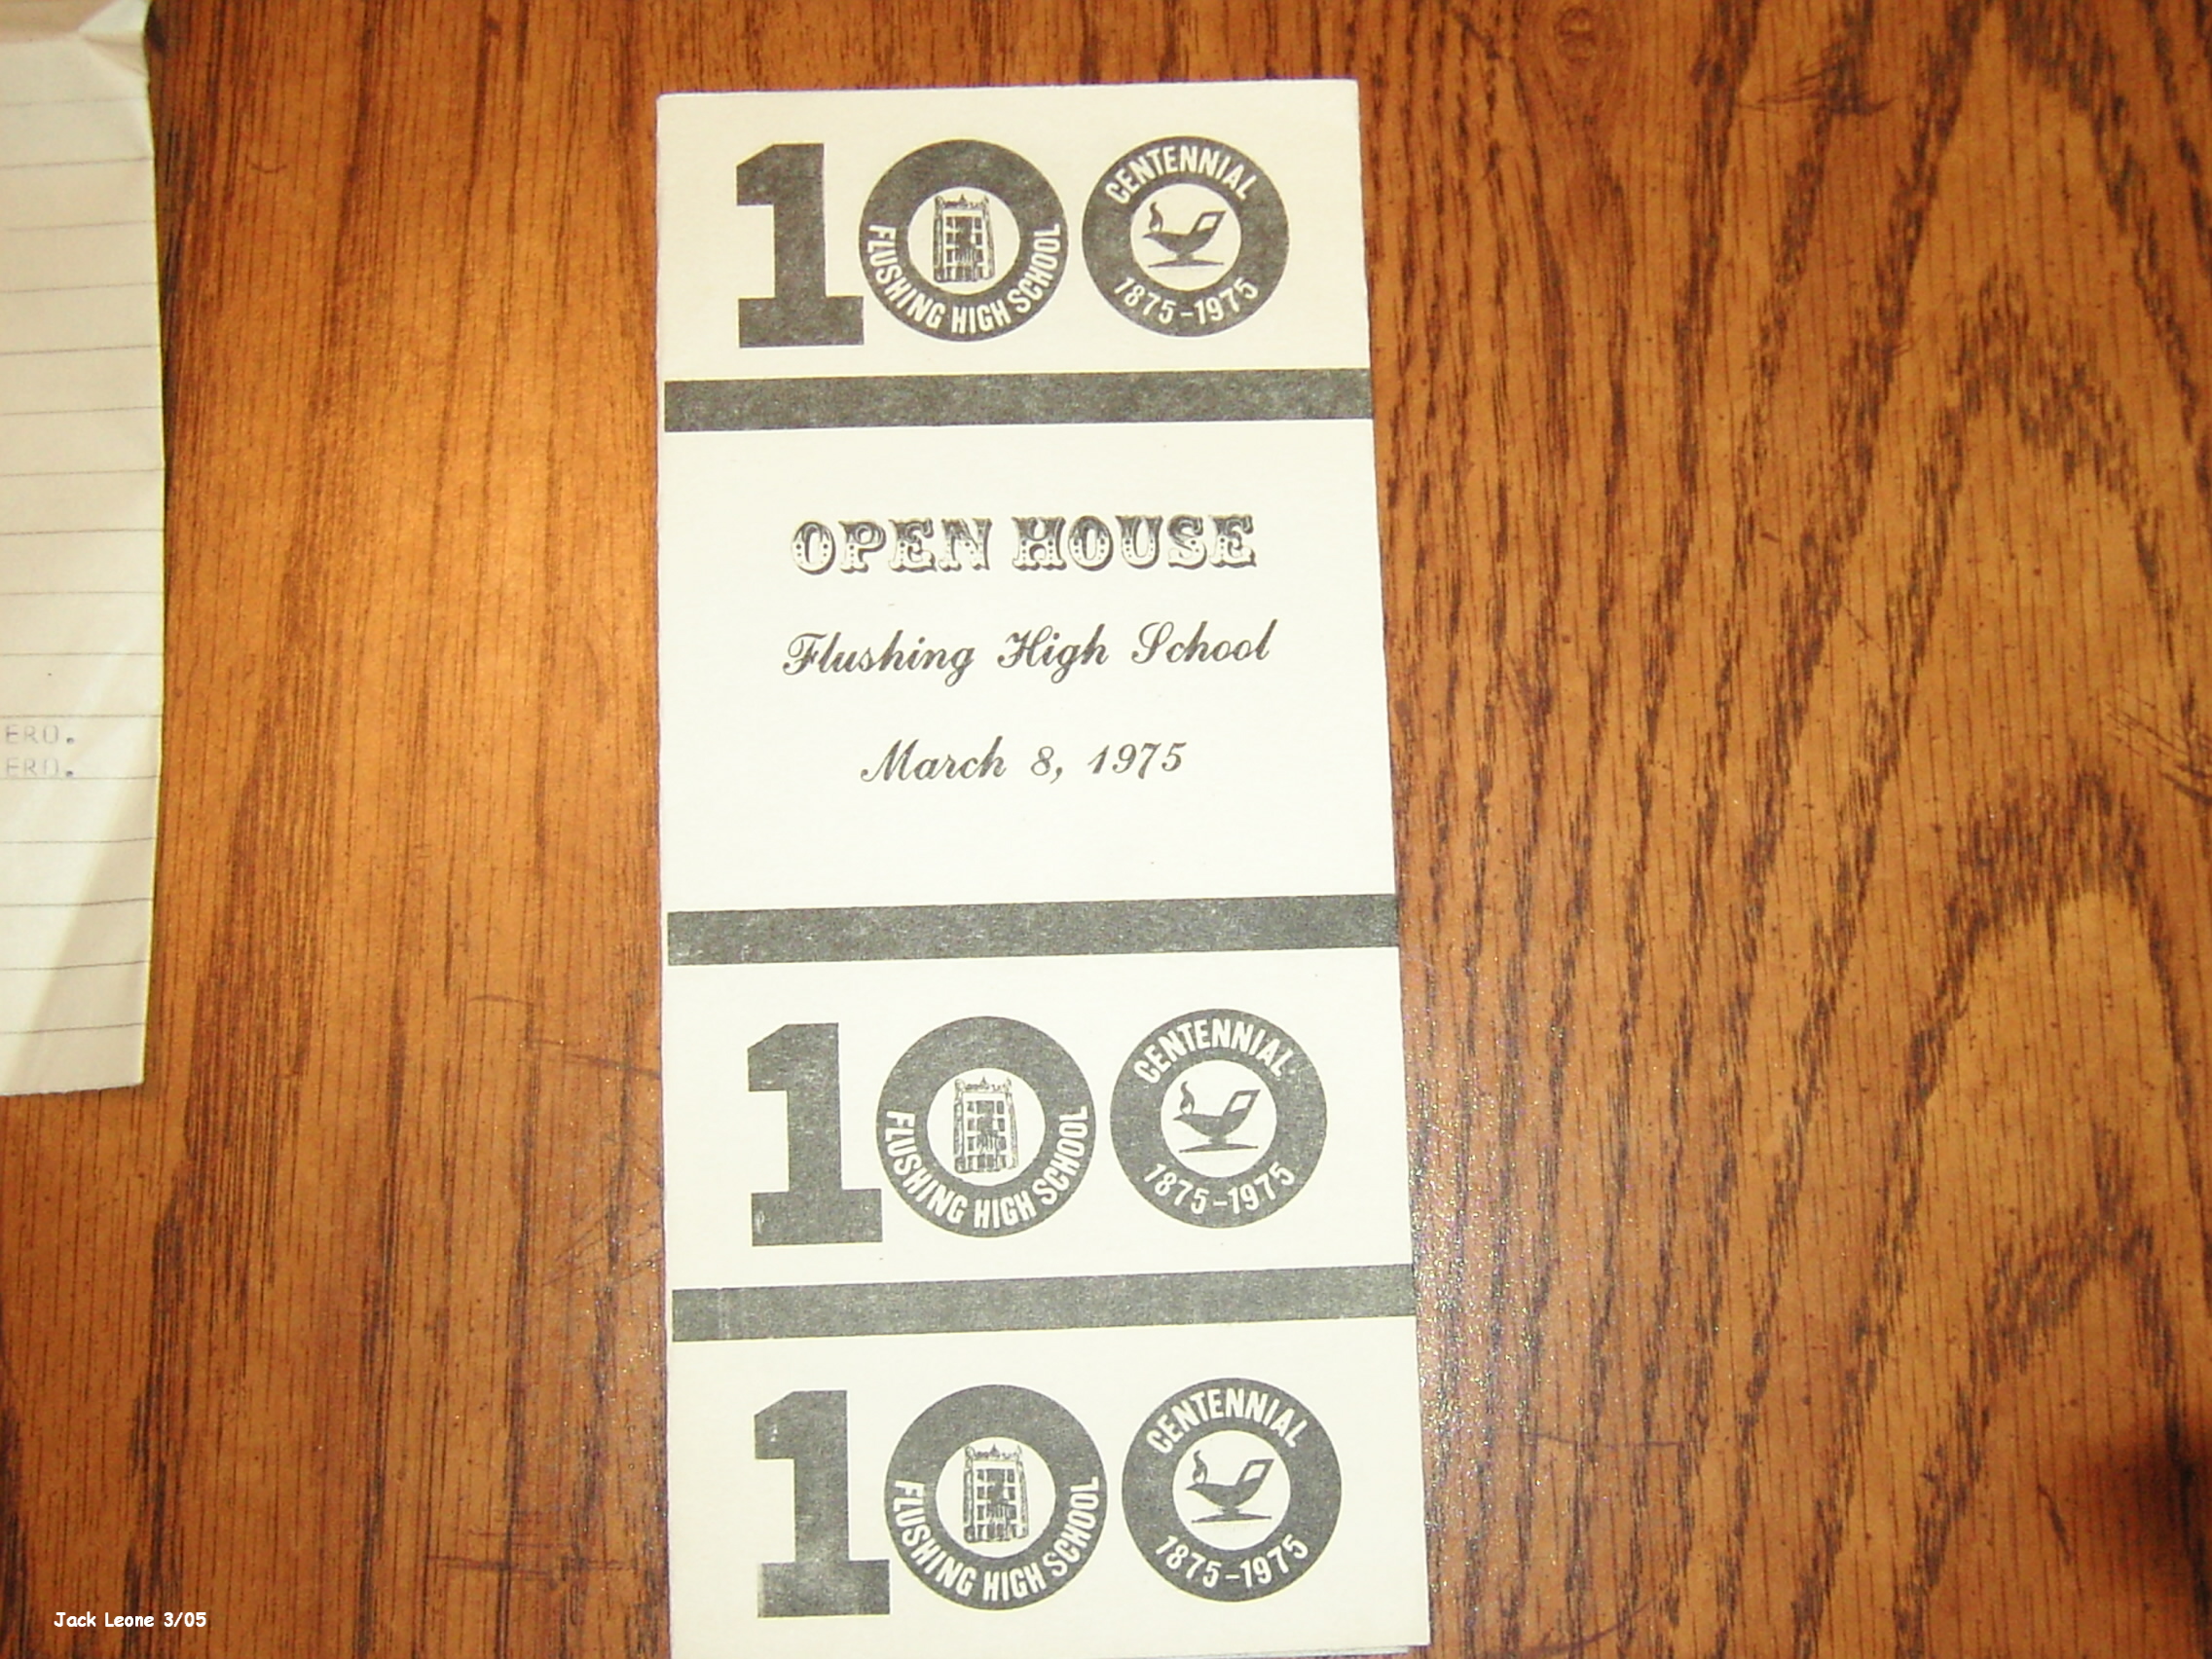 100
FLUSHING HIGH SCHOOL
CENTENNIAL
1875-1975
OPEN HOUSE
Flushing High School
March 8, 1975
ERO.
ERO.
100
FLUSHING HIGH SCHOOL
CENTENNIAL
1875-1975
100
FLUSHING HIGH SCHOOL
CENTENNIAL
1875-1975
Jack Leone 3/05